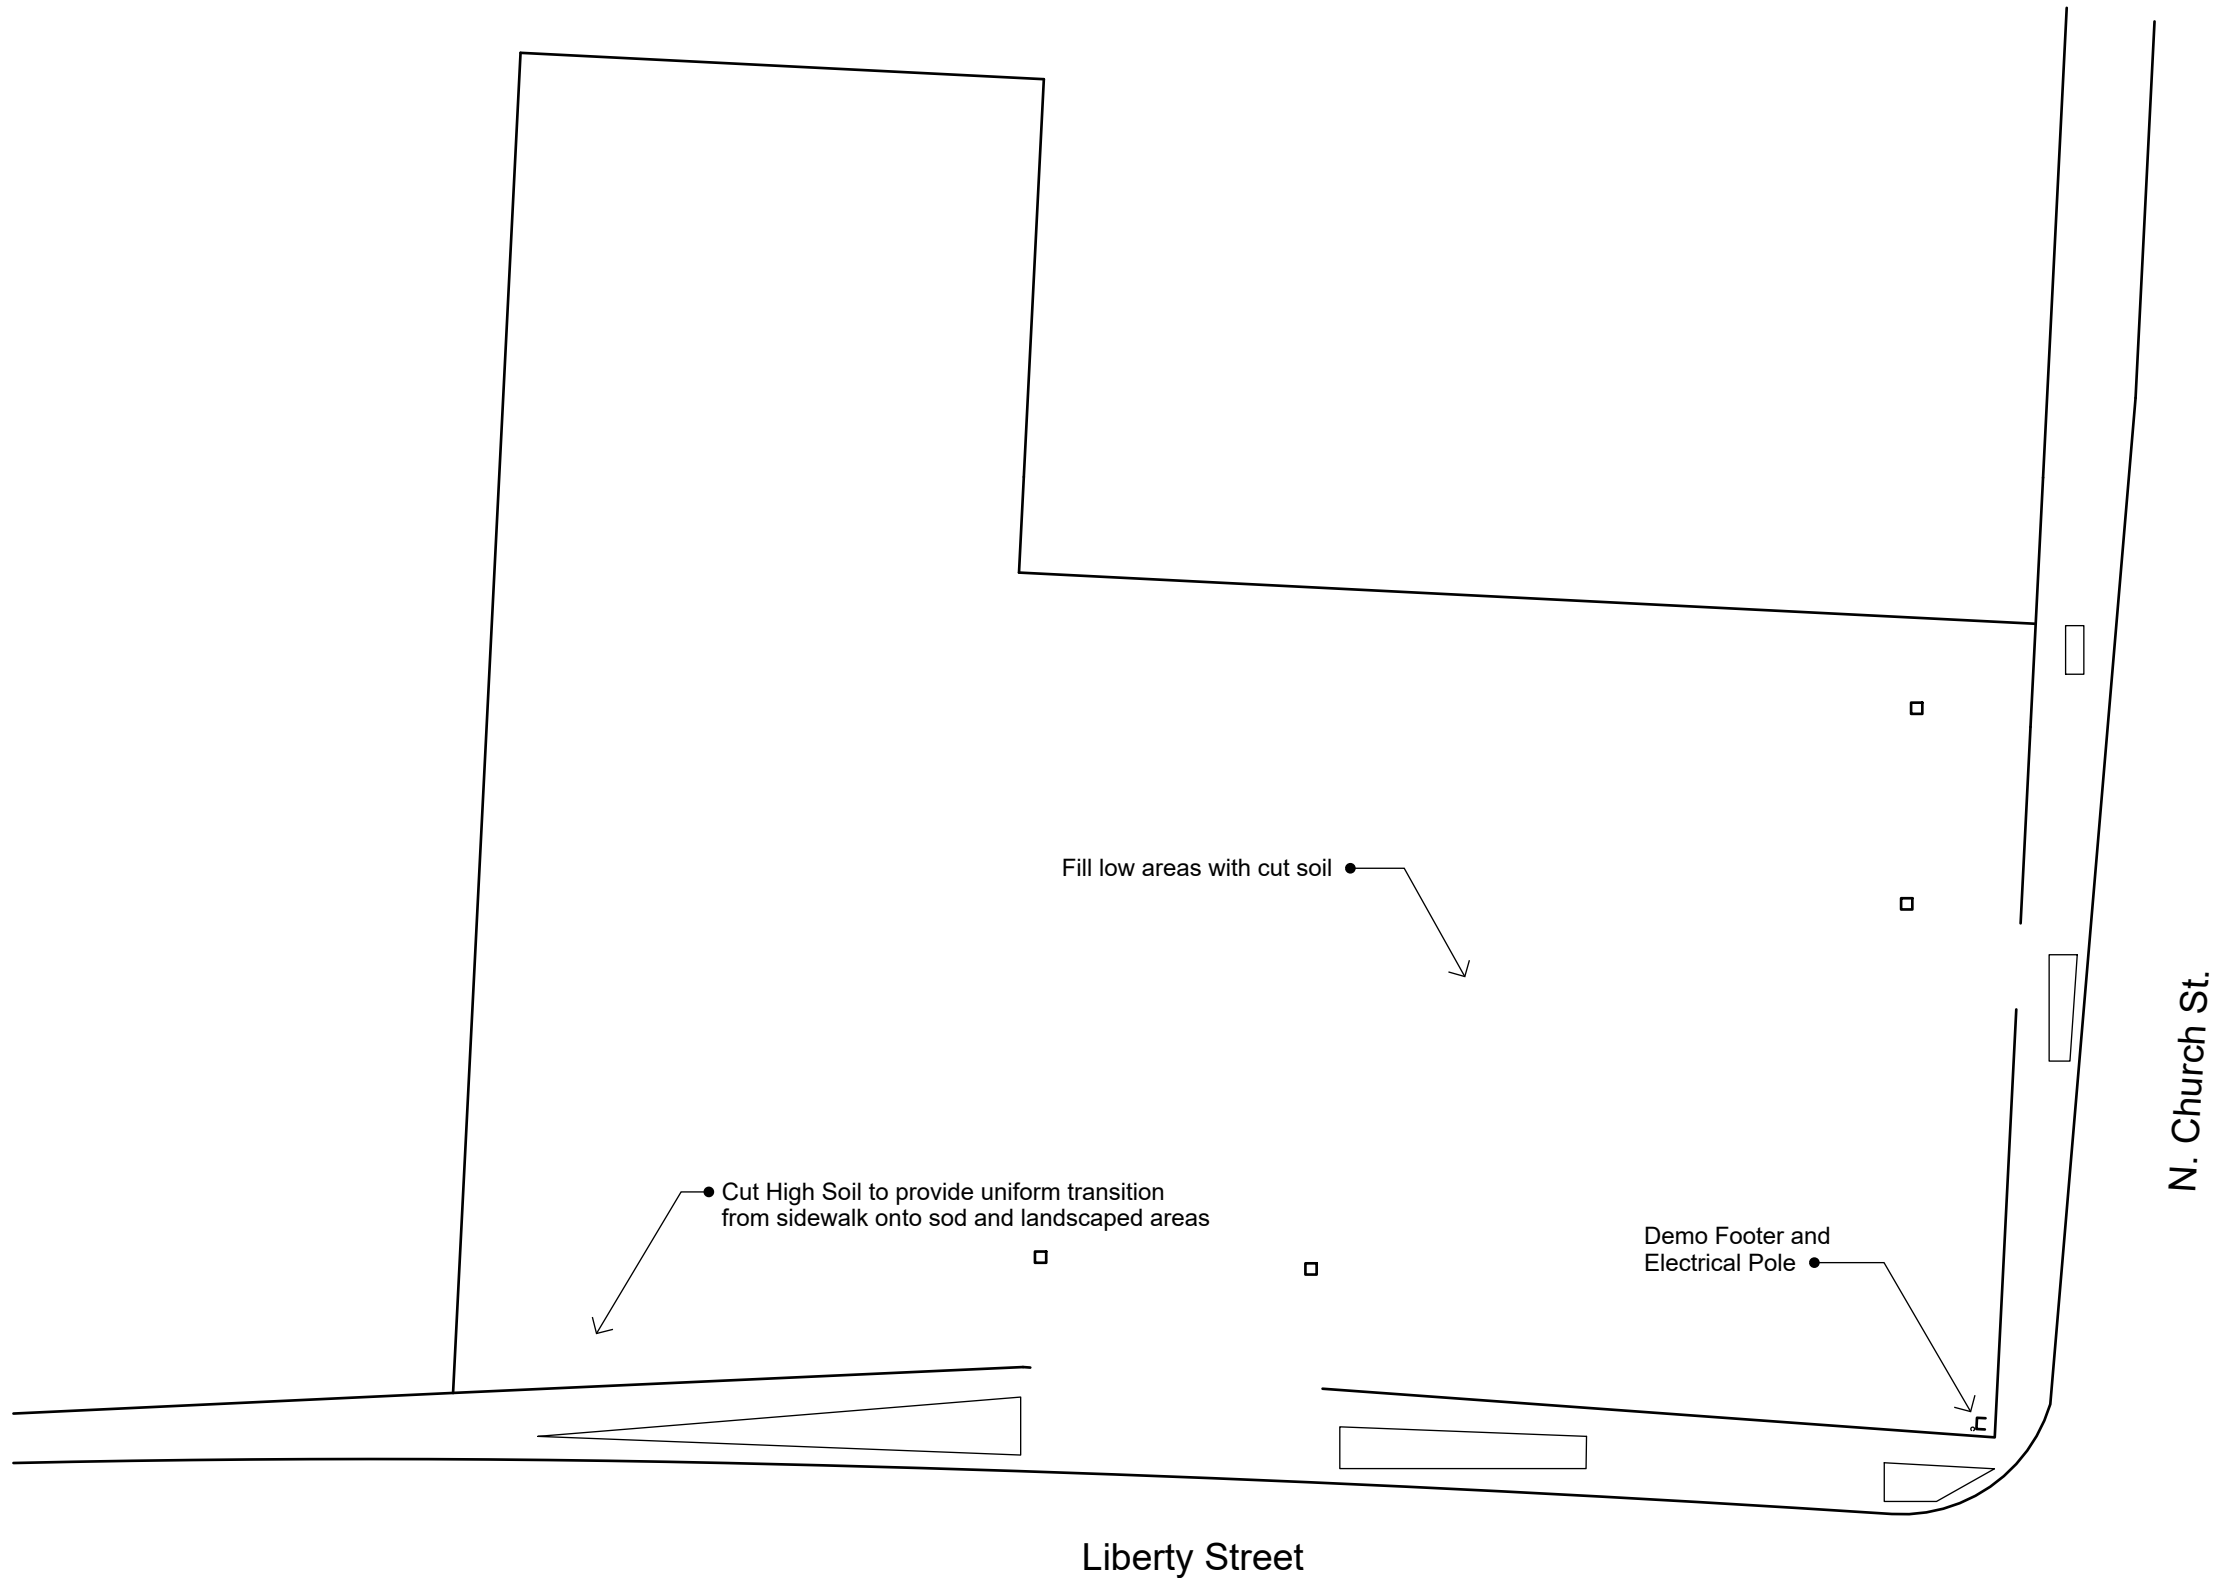 Fill low areas with cut soil
N. Church St.
Cut High Soil to provide uniform transition
from sidewalk onto sod and landscaped areas
Demo Footer and
Electrical Pole
Liberty Street